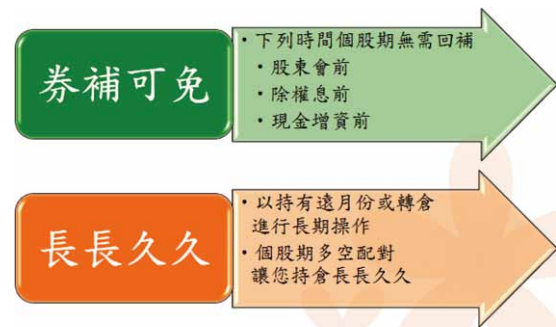 券補可免
・下列時間個股期無需回補
・股東會前
・除權息前
・現金增資前
長長久久
・以持有遠月份或轉倉
進行長期操作
・個股期多空配對
讓您持倉長長久久